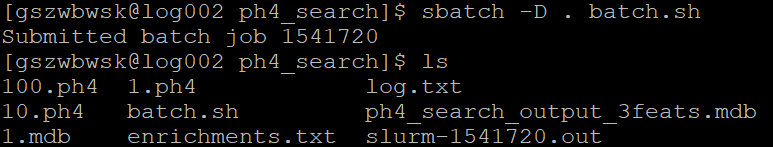 [gszwbwsk@log002 ph4_search]$ sbatch -D . batch.sh
Submitted batch job 1541720
[gszwbwsk@log002 ph4_search]$ ls
100.ph4  1.ph4            log.txt
10.ph4   batch.sh         ph4_search_output_3feats.mdb
1.mdb    enrichments.txt  slurm-1541720.out